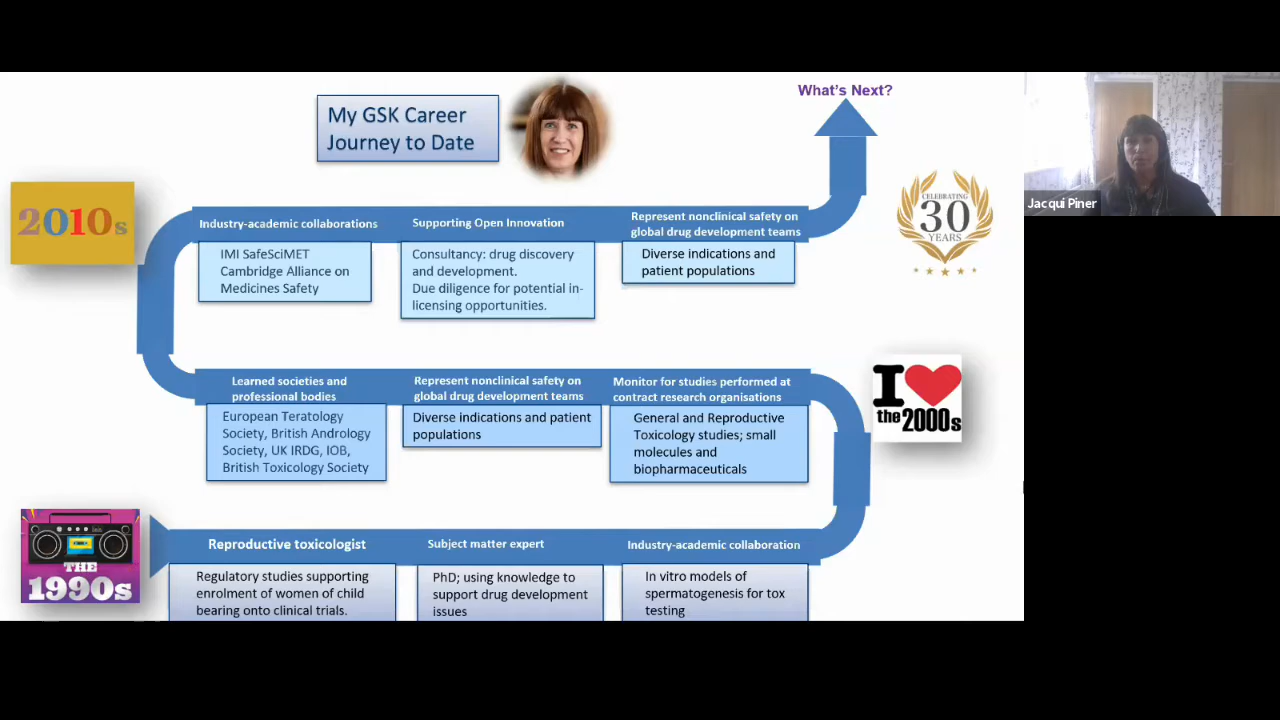 What's Next?
My GSK Career
Journey to Date
Jacqui Piner
2010s
CELEBRATING
30
YEARS
Industry-academic collaborations
IMI SafeSciMET
Cambridge Alliance on
Medicines Safety
Supporting Open Innovation
Consultancy: drug discovery
and development.
Due diligence for potential in-
licensing opportunities.
Represent nonclinical safety on
global drug development teams
Diverse indications and
patient populations
Learned societies and
professional bodies
European Teratology
Society, British Andrology
Society, UK IRDG, IOB,
British Toxicology Society
Represent nonclinical safety on
global drug development teams
Diverse indications and patient
populations
Monitor for studies performed at
contract research organisations
General and Reproductive
Toxicology studies; small
molecules and
biopharmaceuticals
I
the 2000s
THE
1990s
Reproductive toxicologist
Regulatory studies supporting
enrolment of women of child
bearing onto clinical trials.
Subject matter expert
PhD; using knowledge to
support drug development
issues
Industry-academic collaboration
In vitro models of
spermatogenesis for tox
testing